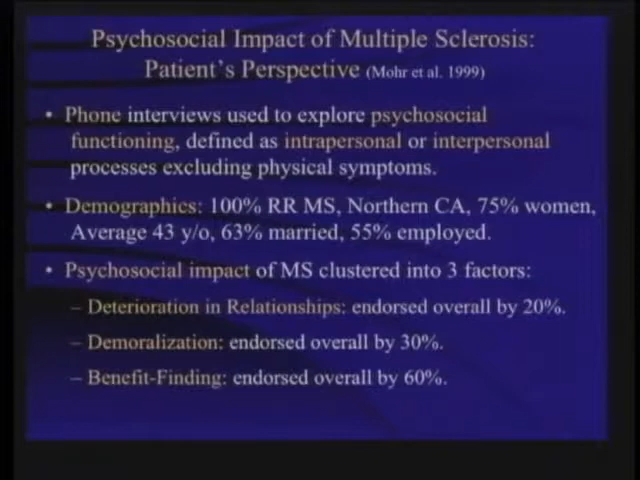 Psychosocial Impact of Multiple Sclerosis:
Patient's Perspective (Mohr et al. 1999)
• Phone interviews used to explore psychosocial
functioning, defined as intrapersonal or interpersonal
processes excluding physical symptoms.
• Demographics: 100% RR MS, Northern CA, 75% women,
Average 43 y/o, 63% married, 55% employed.
• Psychosocial impact of MS clustered into 3 factors:
– Deterioration in Relationships: endorsed overall by 20%.
– Demoralization: endorsed overall by 30%.
– Benefit-Finding: endorsed overall by 60%.